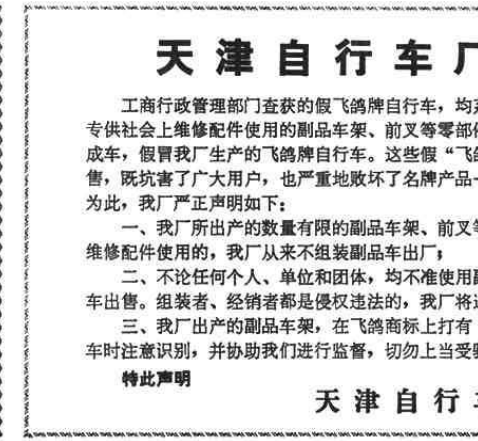 天津自行车厂
工商行政管理部门查获的假飞鸽牌自行车，均
专供社会上维修配件使用的副品车架、前叉等零部
成车，假冒我厂生产的飞鸽牌自行车。这些假“飞鸽
售，既坑害了广大用户，也严重地败坏了名牌产品
为此，我厂严正声明如下：
一、我厂所出产的数量有限的副品车架、前叉等
维修配件使用的，我厂从来不组装副品车出厂；
二、不论任何个人、单位和团体，均不准使用副
车出售。组装者、经销者都是侵权违法的，我厂将
三、我厂出产的副品车架，在飞鸽商标上打有
车时注意识别，并协助我们进行监督，切勿上当受
特此声明
天津自行